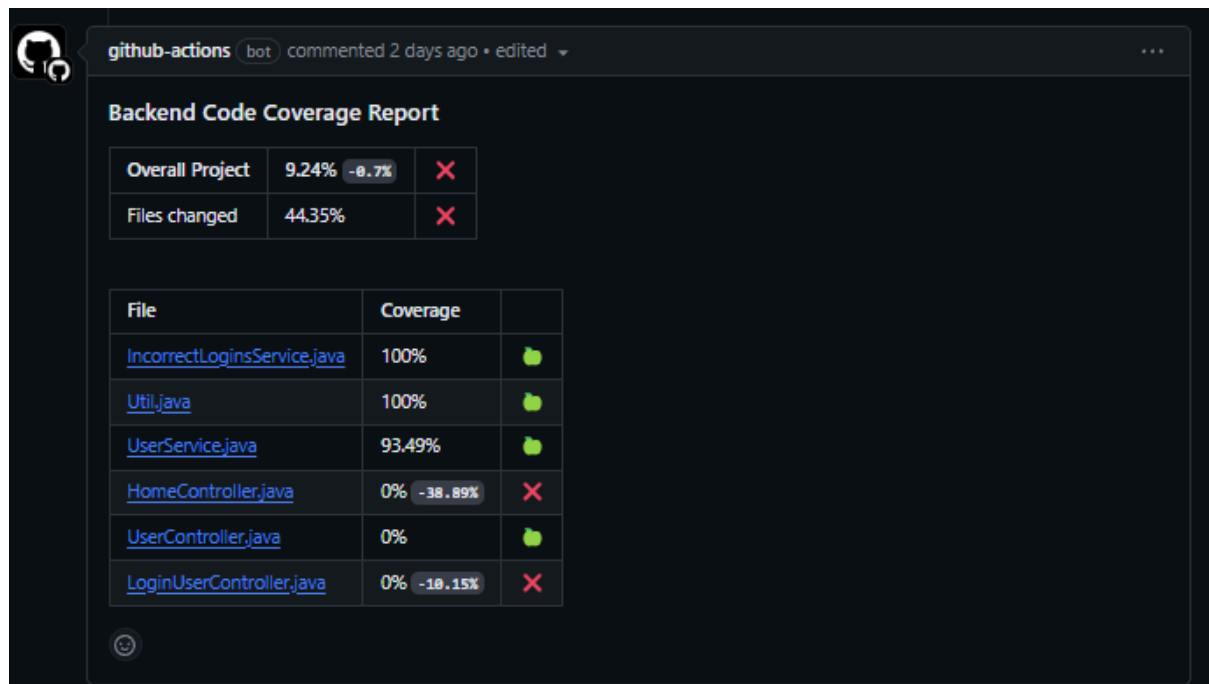 github-actions bot commented 2 days ago • edited
Backend Code Coverage Report
Overall Project 9.24% -0.7%
Files changed 44.35%
File Coverage
IncorrectLoginsService.java 100%
Util.java 100%
UserService.java 93.49%
HomeController.java 0% -38.89%
UserController.java 0%
LoginUserController.java 0% -10.15%